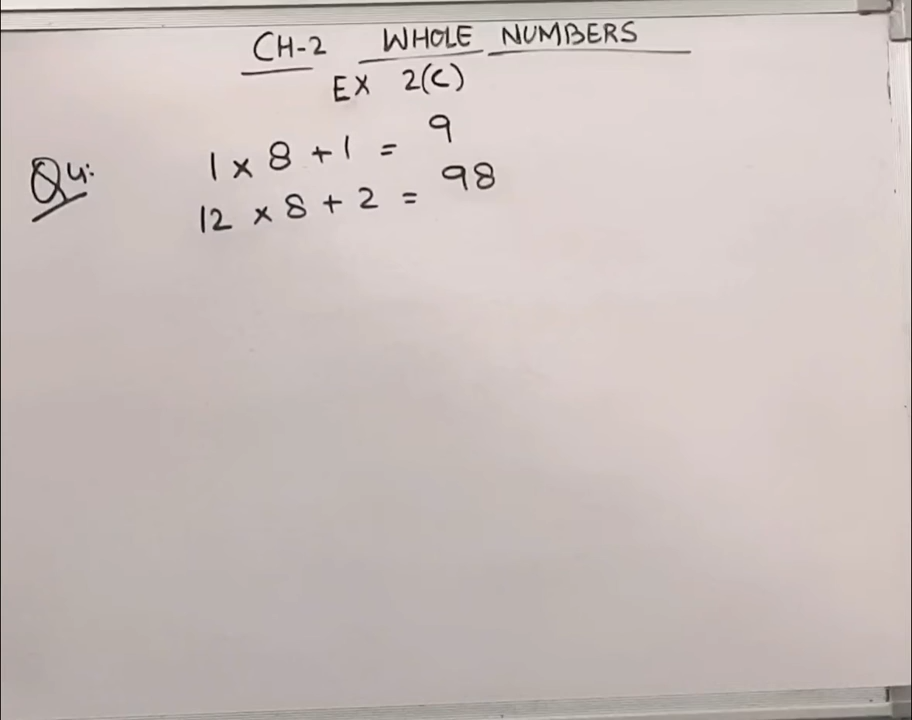 CH-2 WHOLE NUMBERS
EX 2(C)
Q4: 1 x 8 + 1 = 9
12 x 8 + 2 = 98